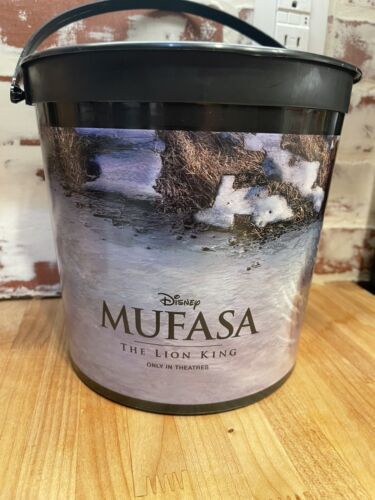 Disney
MUFASA
THE LION KING
ONLY IN THEATRES